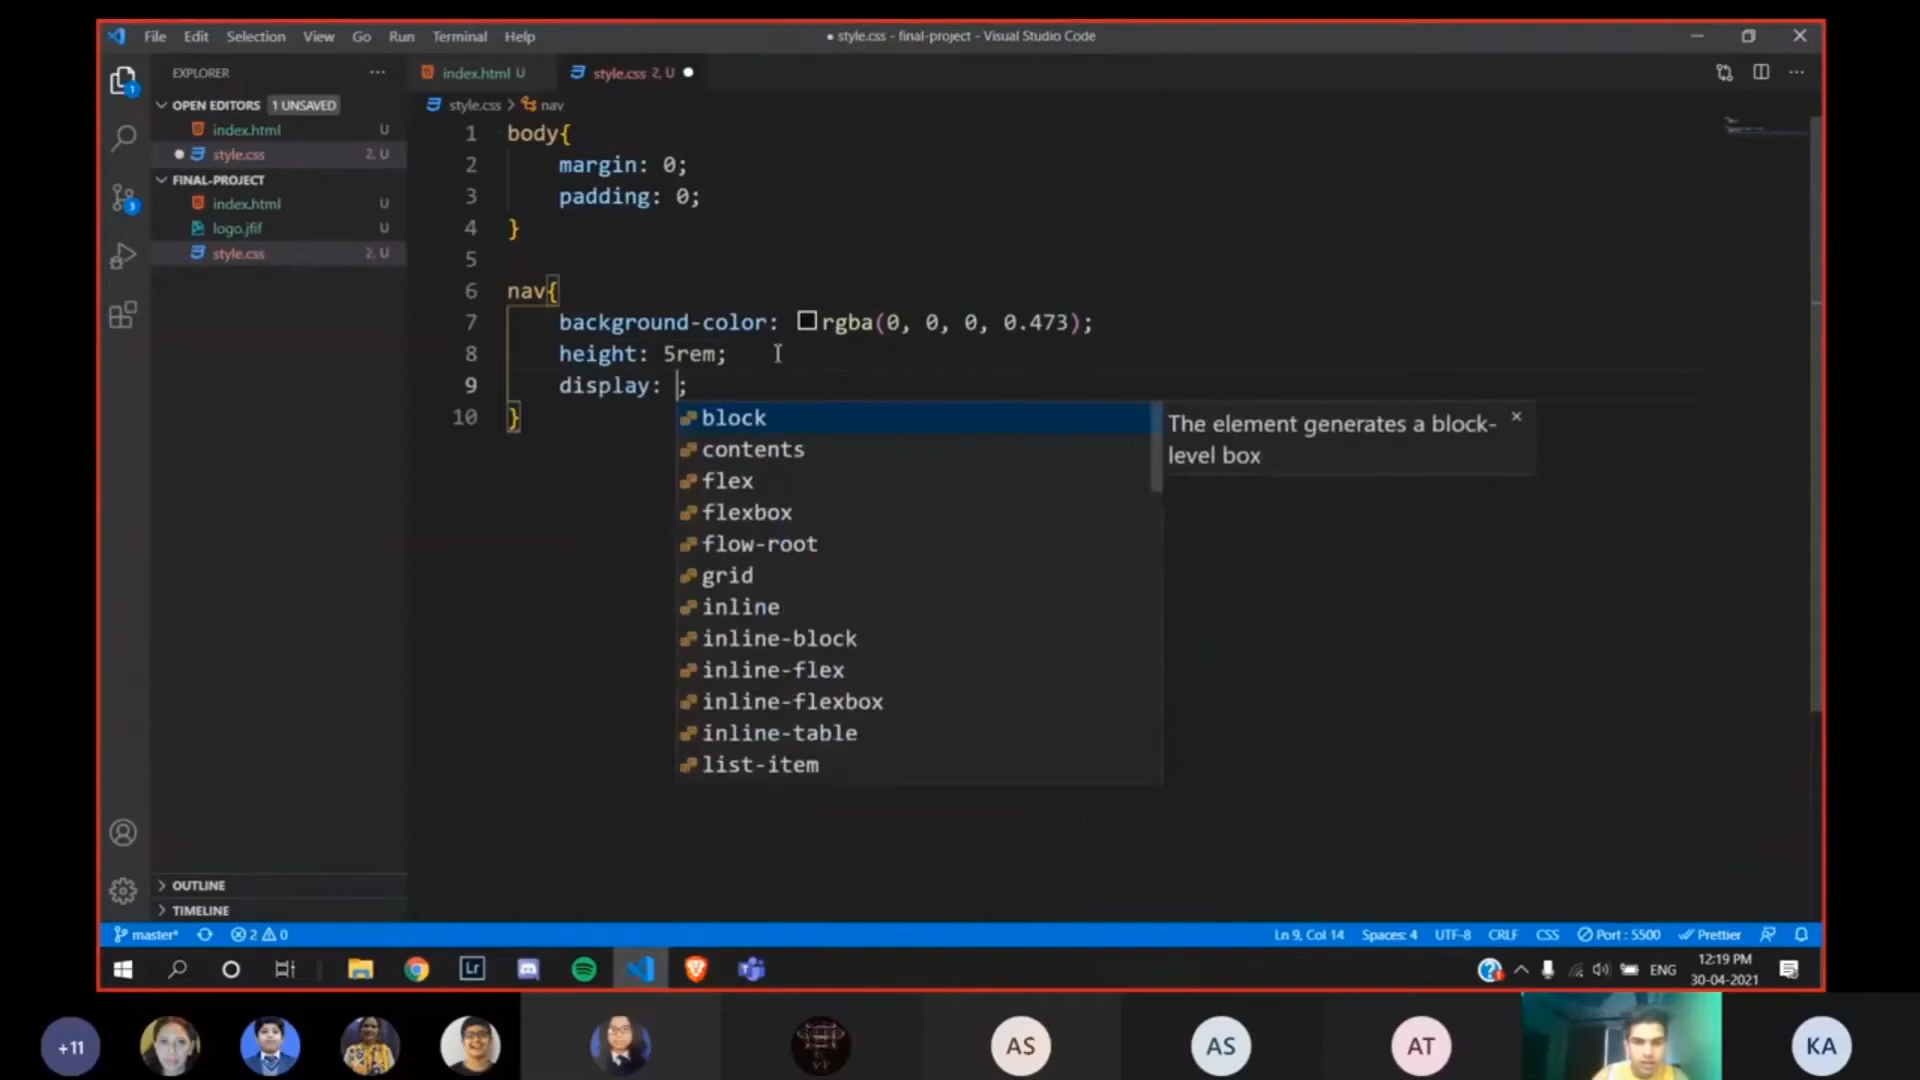 File Edit Selection View Go Run Terminal Help
● style.css - final-project - Visual Studio Code
EXPLORER
index.html U
style.css 2, U
OPEN EDITORS 1 UNSAVED
style.css > nav
index.html U
style.css 2, U
FINAL-PROJECT
index.html U
logo.jfif U
style.css 2, U
1 body{
2 margin: 0;
3 padding: 0;
4 }
5
6 nav{
7 background-color: rgba(0, 0, 0, 0.473);
8 height: 5rem;
9 display: ;
10 }
block
contents
flex
flexbox
flow-root
grid
inline
inline-block
inline-flex
inline-flexbox
inline-table
list-item
The element generates a block-
level box
OUTLINE
TIMELINE
master* 2 0 Ln 9, Col 14 Spaces: 4 UTF-8 CRLF CSS Port : 5500 Prettier
Lr
ENG
12:19 PM
30-04-2021
+11 AS AS AT KA